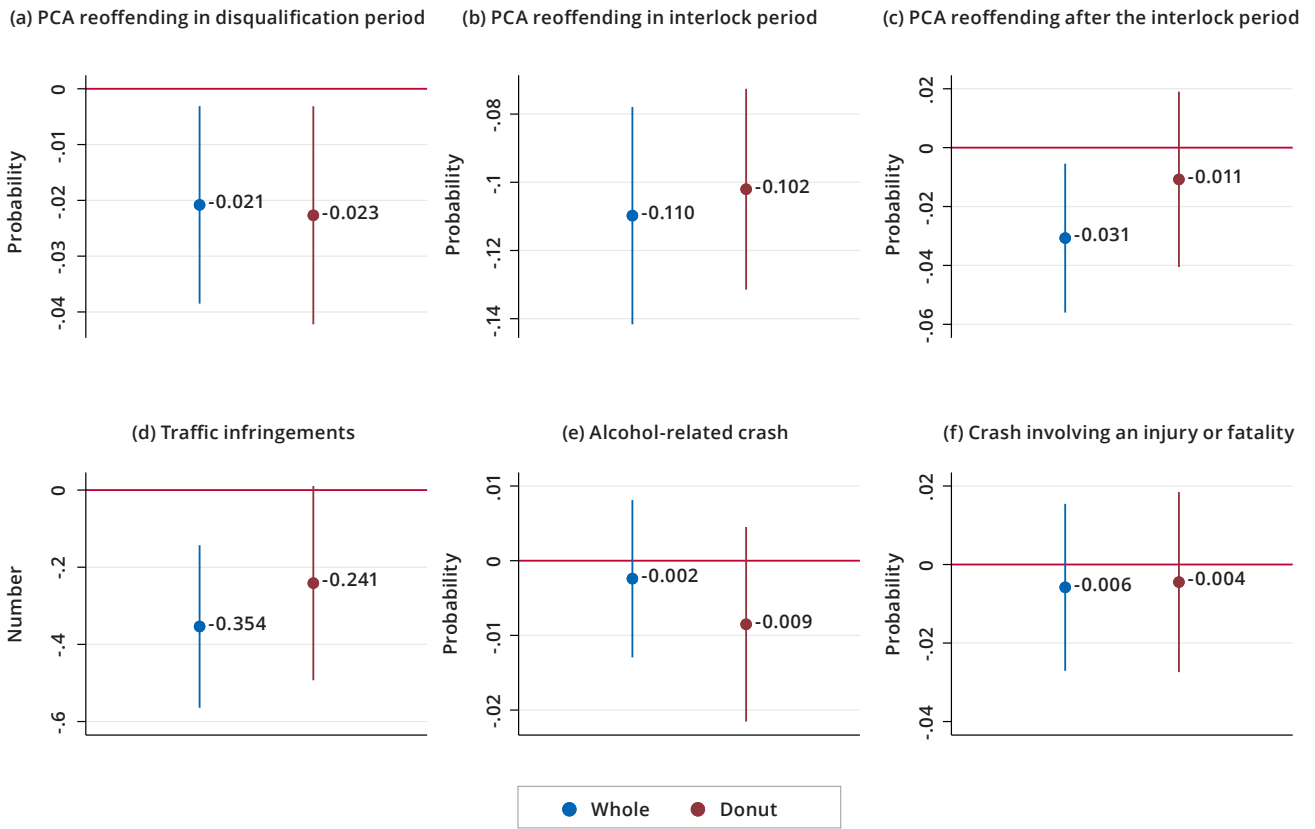 (a) PCA reoffending in disqualification period
Probability
0
-.01
-.02
-.03
-.04
-0.021
-0.023
(b) PCA reoffending in interlock period
Probability
-.08
-.1
-.12
-.14
-0.110
-0.102
(c) PCA reoffending after the interlock period
Probability
.02
0
-.02
-.04
-.06
-0.031
-0.011
(d) Traffic infringements
Number
0
-.2
-.4
-.6
-0.354
-0.241
(e) Alcohol-related crash
Probability
.01
0
-.01
-.02
-0.002
-0.009
(f) Crash involving an injury or fatality
Probability
.02
0
-.02
-.04
-0.006
-0.004
Whole Donut